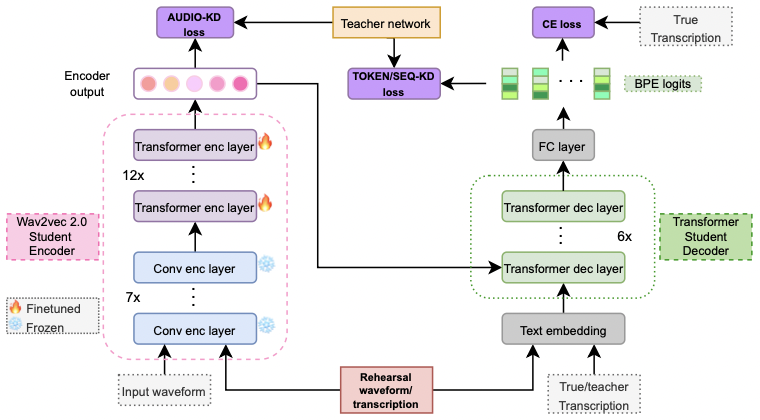 AUDIO-KD
loss
Teacher network
CE loss
True
Transcription
Encoder
output
TOKEN/SEQ-KD
loss
BPE logits
Transformer enc layer
12x
Transformer enc layer
FC layer
Wav2vec 2.0
Student
Encoder
Conv enc layer
7x
Conv enc layer
Transformer dec layer
6x
Transformer dec layer
Transformer
Student
Decoder
Finetuned
Frozen
Text embedding
Input waveform
Rehearsal
waveform/
transcription
True/teacher
Transcription